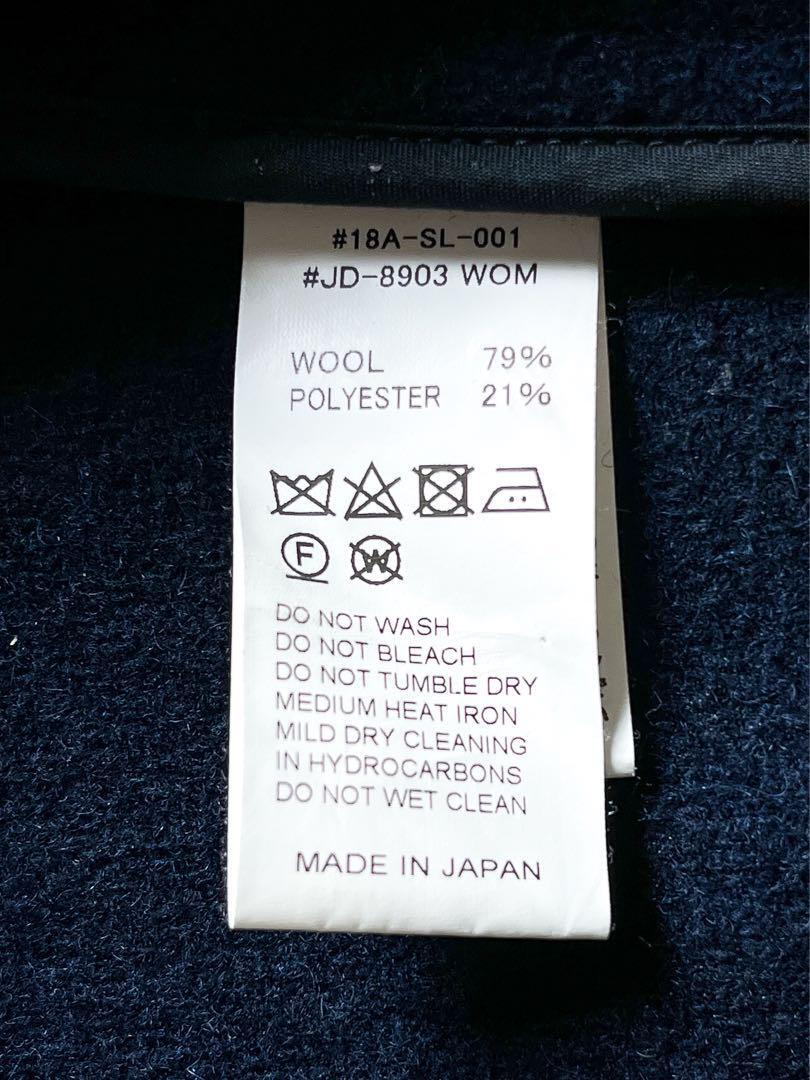 #18A-SL-001
#JD-8903 WOM
WOOL 79%
POLYESTER 21%
F W
DO NOT WASH
DO NOT BLEACH
DO NOT TUMBLE DRY
MEDIUM HEAT IRON
MILD DRY CLEANING
IN HYDROCARBONS
DO NOT WET CLEAN
MADE IN JAPAN